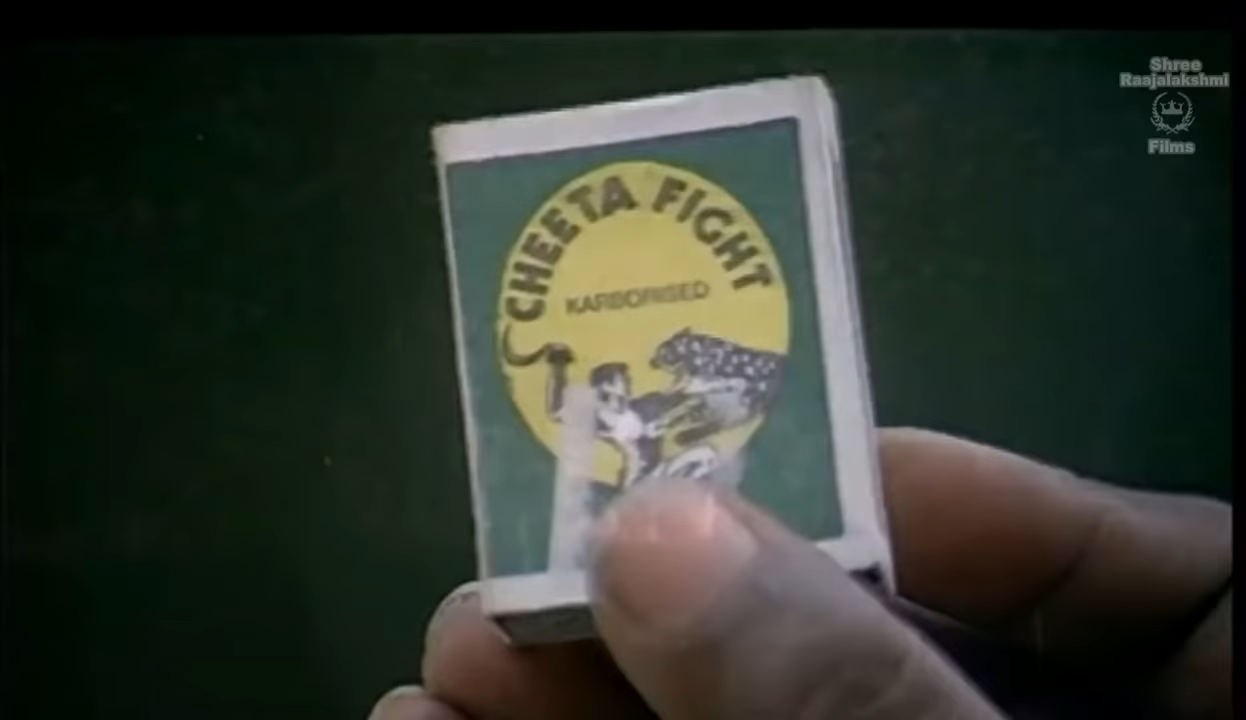 CHEETA FIGHT
KARBORISED
Shree
Raajalakshmi
Films